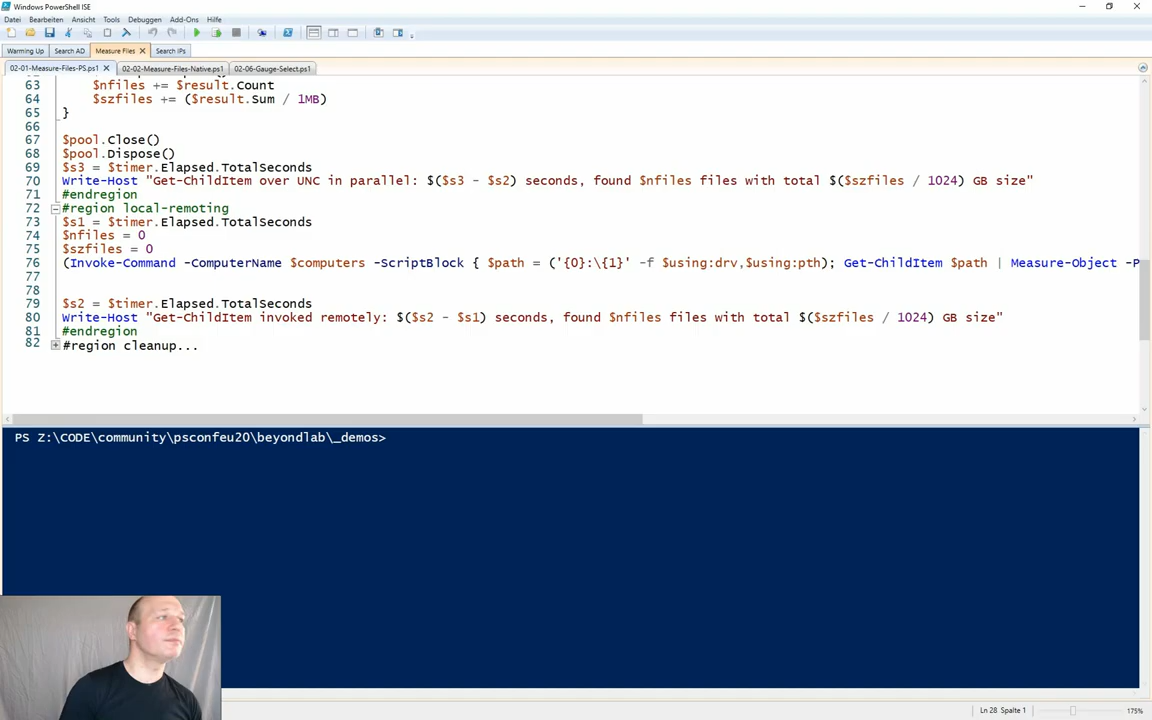 Windows PowerShell ISE
Datei Bearbeiten Ansicht Tools Debuggen Add-Ons Hilfe
Warming Up Search AD Measure Files Search IPs
02-01-Measure-Files-PS.ps1 02-02-Measure-Files-Native.ps1 02-06-Gauge-Select.ps1
63 $nfiles += $result.Count
64 $szfiles += ($result.Sum / 1MB)
65 }
66
67 $pool.Close()
68 $pool.Dispose()
69 $s3 = $timer.Elapsed.TotalSeconds
70 Write-Host "Get-ChildItem over UNC in parallel: $($s3 - $s2) seconds, found $nfiles files with total $($szfiles / 1024) GB size"
71 #endregion
72 #region local-remoting
73 $s1 = $timer.Elapsed.TotalSeconds
74 $nfiles = 0
75 $szfiles = 0
76 (Invoke-Command -ComputerName $computers -ScriptBlock { $path = ('{0}:\{1}' -f $using:drv,$using:pth); Get-ChildItem $path | Measure-Object -P
77
78
79 $s2 = $timer.Elapsed.TotalSeconds
80 Write-Host "Get-ChildItem invoked remotely: $($s2 - $s1) seconds, found $nfiles files with total $($szfiles / 1024) GB size"
81 #endregion
82 #region cleanup...
PS Z:\CODE\community\psconfeu20\beyondlab\_demos>
Ln 28 Spalte 1 175%